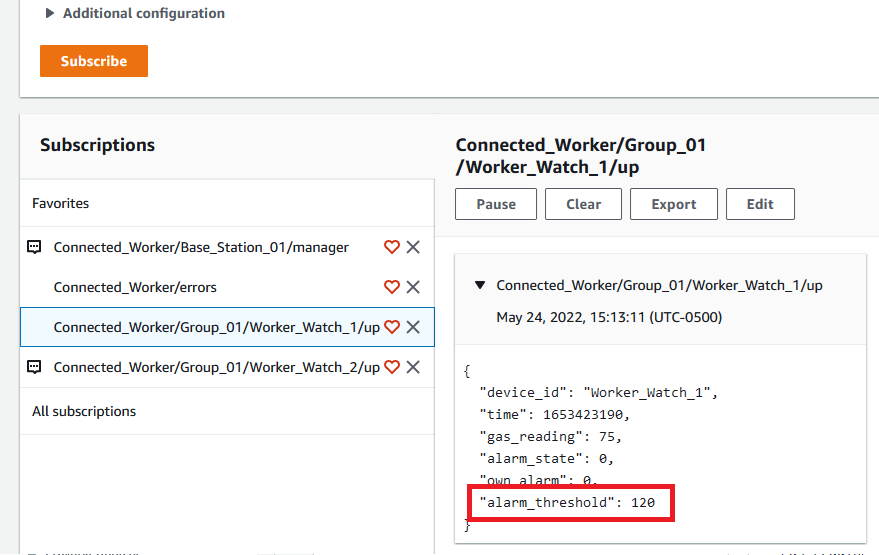 Additional configuration
Subscribe
Subscriptions
Favorites
Connected_Worker/Base_Station_01/manager
Connected_Worker/errors
Connected_Worker/Group_01/Worker_Watch_1/up
Connected_Worker/Group_01/Worker_Watch_2/up
All subscriptions
Connected_Worker/Group_01
/Worker_Watch_1/up
Pause Clear Export Edit
Connected_Worker/Group_01/Worker_Watch_1/up
May 24, 2022, 15:13:11 (UTC-0500)
{
"device_id": "Worker_Watch_1",
"time": 1653423190,
"gas_reading": 75,
"alarm_state": 0,
"own_alarm": 0,
"alarm_threshold": 120
}